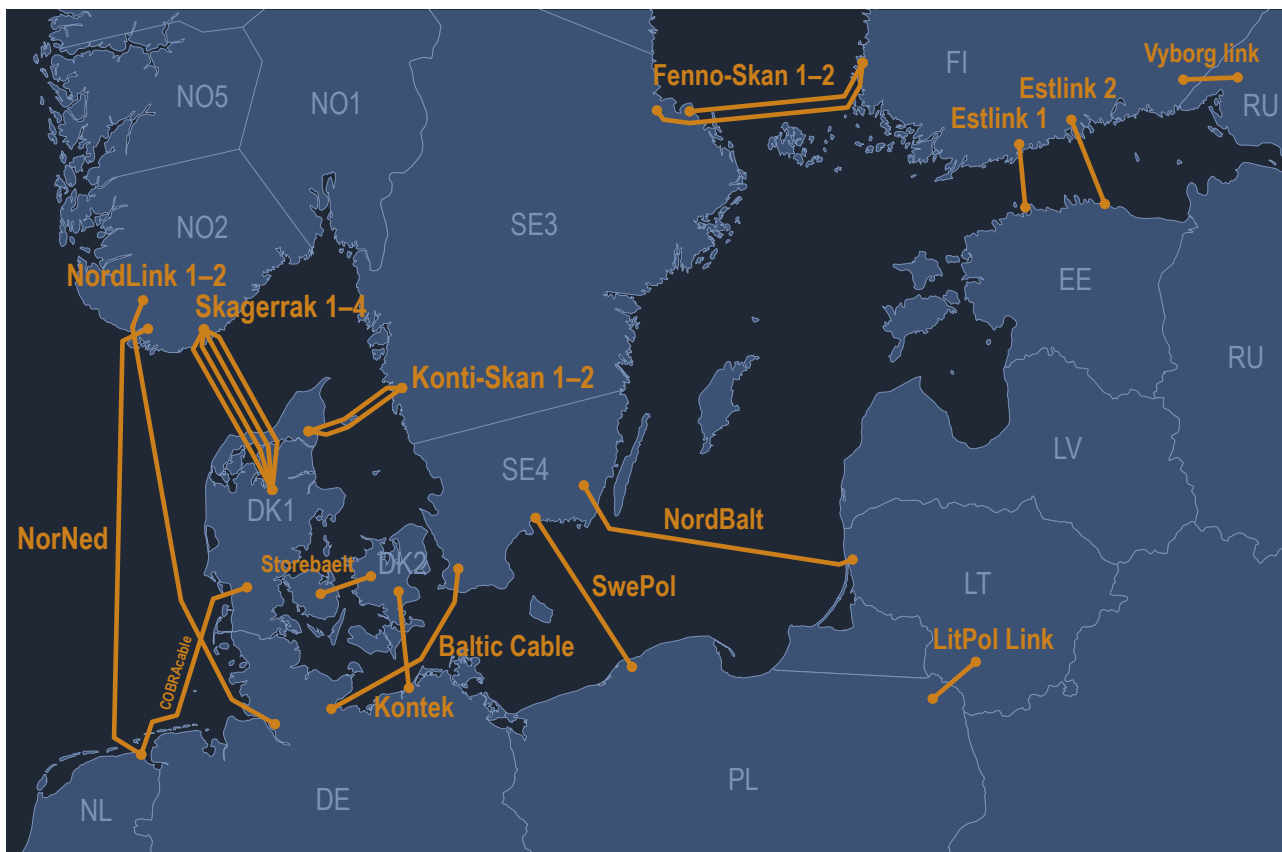 Fenno-Skan 1–2
FI
Vyborg link
NO5
NO1
Estlink 2
RU
Estlink 1
NO2
SE3
NordLink 1–2
EE
Skagerrak 1–4
RU
Konti-Skan 1–2
LV
SE4
DK1
NordBalt
NorNed
Storebaelt
DK2
SwePol
LT
LitPol Link
Baltic Cable
COBRAcable
Kontek
PL
DE
NL